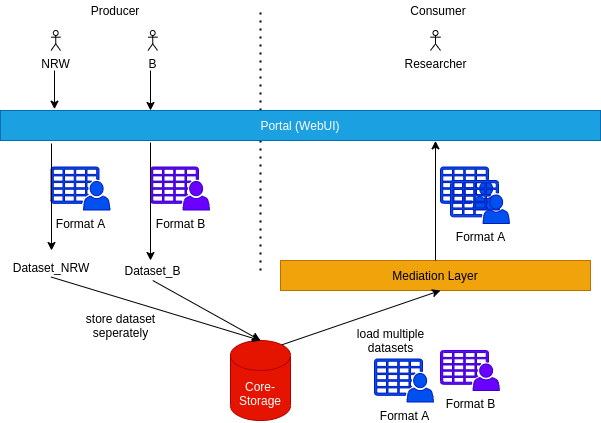 Producer
Consumer
NRW
B
Researcher
Portal (WebUI)
Format A
Format B
Format A
Dataset_NRW
Dataset_B
Mediation Layer
store dataset
seperately
load multiple
datasets
Core-
Storage
Format A
Format B